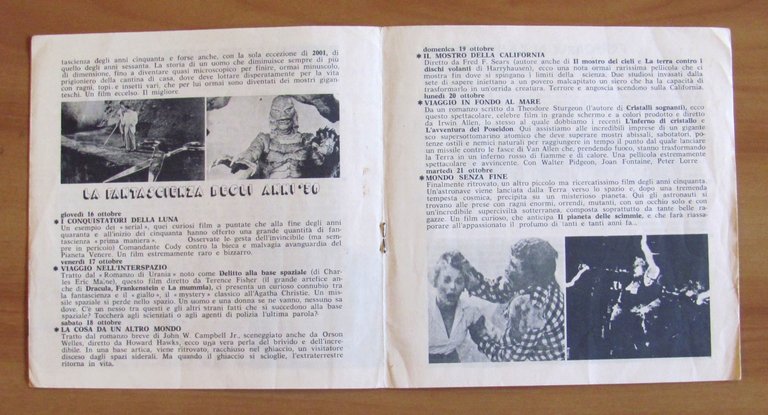 tascienza degli anni cinquanta e forse anche, con la sola eccezione di 2001, di
quello degli anni sessanta. La storia di un uomo che diminuisce sempre di più
di dimensione, fino a diventare quasi microscopico per finire, ormai minuscolo,
prigioniero della cantina di casa, dove deve lottare disperatamente per la vita
con ragni, topi e insetti vari, che per lui ormai sono diventati dei mostri gigan-
teschi. Un film eccelso. Il migliore.
LA FANTASCIENZA DEGLI ANNI '50
giovedì 16 ottobre
* I CONQUISTATORI DELLA LUNA
Un esempio dei «serial», quei curiosi film a puntate che alla fine degli anni
quaranta e all'inizio dei cinquanta hanno offerto una grande quantità di fan-
tascienza «prima maniera». Osservate le gesta dell'invincibile (ma sem-
pre in pericolo) Comandante Cody contro la bieca e malvagia avanguardia del
Pianeta Venere. Un film estremamente raro e bizzarro.
venerdì 17 ottobre
* VIAGGIO NELL'INTERSPAZIO
Tratto dal «Romanzo di Urania» noto come Delitto alla base spaziale (di Char-
les Eric Maine), questo film diretto da Terence Fisher (il grande artefice an-
che di Dracula, Frankenstein e La mummia), ci presenta un curioso connubio tra
la fantascienza e il «giallo», il «mystery» classico all'Agatha Christie. Un mis-
sile spaziale si perde nello spazio. Un uomo e una donna se ne vanno, nessuno sa
dove. C'è un nesso tra questi e gli altri strani fatti che si succedono alla base
spaziale? Toccherà agli scienziati o agli agenti di polizia l'ultima parola?
sabato 18 ottobre
* LA COSA DA UN ALTRO MONDO
Tratto dal romanzo breve di John W. Campbell Jr., sceneggiato anche da Orson
Welles, diretto da Howard Hawks, ecco una vera perla del brivido e dell'incre-
dibile. In una base artica, viene ritrovato, racchiuso nel ghiaccio, un visitatore
disceso dagli spazi siderali. Ma quando il ghiaccio si scioglie, l'extraterrestre
ritorna in vita.
domenica 19 ottobre
* IL MOSTRO DELLA CALIFORNIA
Diretto da Fred F. Sears (autore anche di Il mostro dei cieli e La terra contro i
dischi volanti di Harryhausen), ecco una nota ormai rarissima pellicola che ci
mostra fin dove si spingano i limiti della scienza. Due studiosi invasati dalla
sete di sapere iniettano a un povero malcapitato un siero che ha la capacità di
trasformarlo in un'orrida creatura. Terrore e angoscia scendono sulla California.
lunedì 20 ottobre
* VIAGGIO IN FONDO AL MARE
Da un romanzo scritto da Theodore Sturgeon (l'autore di Cristalli sognanti), ecco
questo spettacolare, celebre film in grande schermo e a colori prodotto e diretto
da Irwin Allen, lo stesso al quale dobbiamo i recenti L'inferno di cristallo e
L'avventura del Poseidon. Qui assistiamo alle incredibili imprese di un gigante
sco supersottomarino atomico che deve superare mostri abissali, sabotatori, po-
potenze ostili e nemici naturali per raggiungere in tempo il punto dal quale lanciare
un missile contro le fasce di Van Allen che, prendendo fuoco, stanno trasformando
la Terra in un inferno rosso di fiamme e di calore. Una pellicola estremamente
spettacolare e avvincente. Con Walter Pidgeon, Joan Fontaine, Peter Lorre.
martedì 21 ottobre
* MONDO SENZA FINE
Finalmente ritrovato, un altro piccolo ma ricercatissimo film degli anni cinquanta.
Un'astronave viene lanciata dalla Terra verso lo spazio e, dopo una tremenda
tempesta cosmica, precipita su un misterioso pianeta. Qui gli astronauti si
trovano alle prese con ragni enormi, orrendi, mutanti, con un occhio solo e con
un'incredibile supercività sotterranea, composta soprattutto da tante belle ra-
gazze. Un film curioso, che anticipa Il pianeta delle scimmie, e che farà riassa-
porare all'appassionato il profumo di tanti e tanti anni fa...